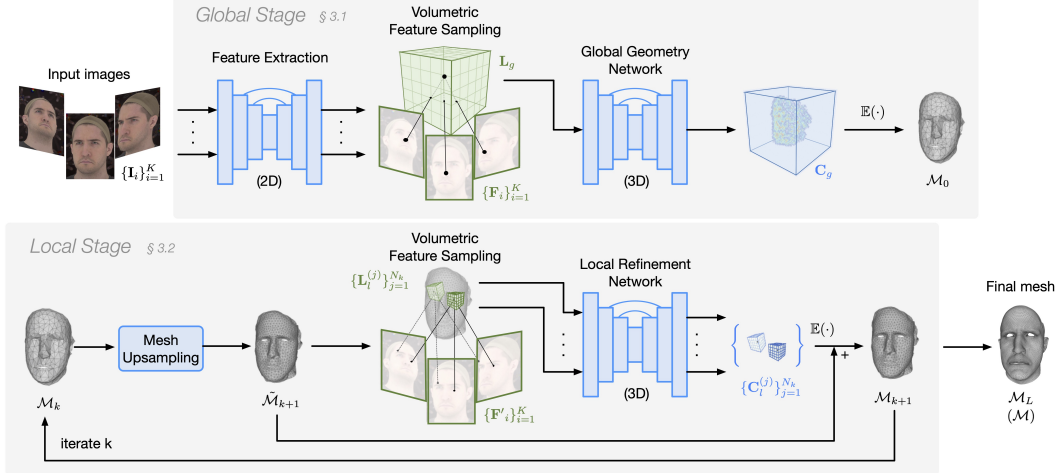 Global Stage § 3.1
Input images
{I_i}_{i=1}^K
Feature Extraction
(2D)
Volumetric
Feature Sampling
L_g
{F_i}_{i=1}^K
Global Geometry
Network
(3D)
C_g
𝔼(·)
ℳ_0
Local Stage § 3.2
ℳ_k
Mesh
Upsampling
ℳ̃_{k+1}
Volumetric
Feature Sampling
{L_l^{(j)}}_{j=1}^{N_k}
{F'_i}_{i=1}^K
Local Refinement
Network
(3D)
{ }
{C_l^{(j)}}_{j=1}^{N_k}
𝔼(·)
+
ℳ_{k+1}
Final mesh
ℳ_L
(ℳ)
iterate k